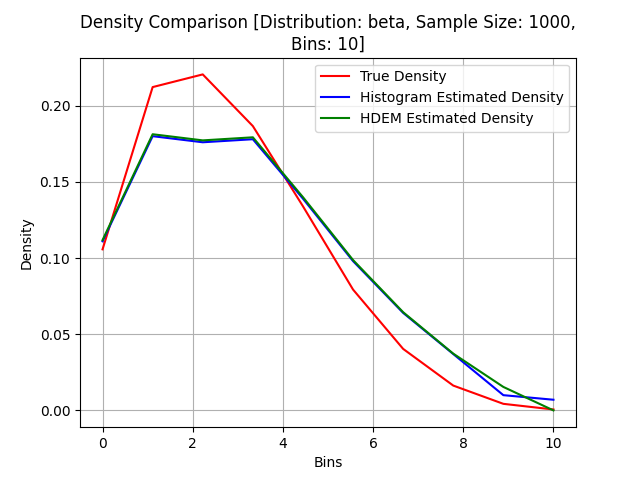 Density Comparison [Distribution: beta, Sample Size: 1000,
Bins: 10]
True Density
Histogram Estimated Density
HDEM Estimated Density
Density
0.20
0.15
0.10
0.05
0.00
0 2 4 6 8 10
Bins